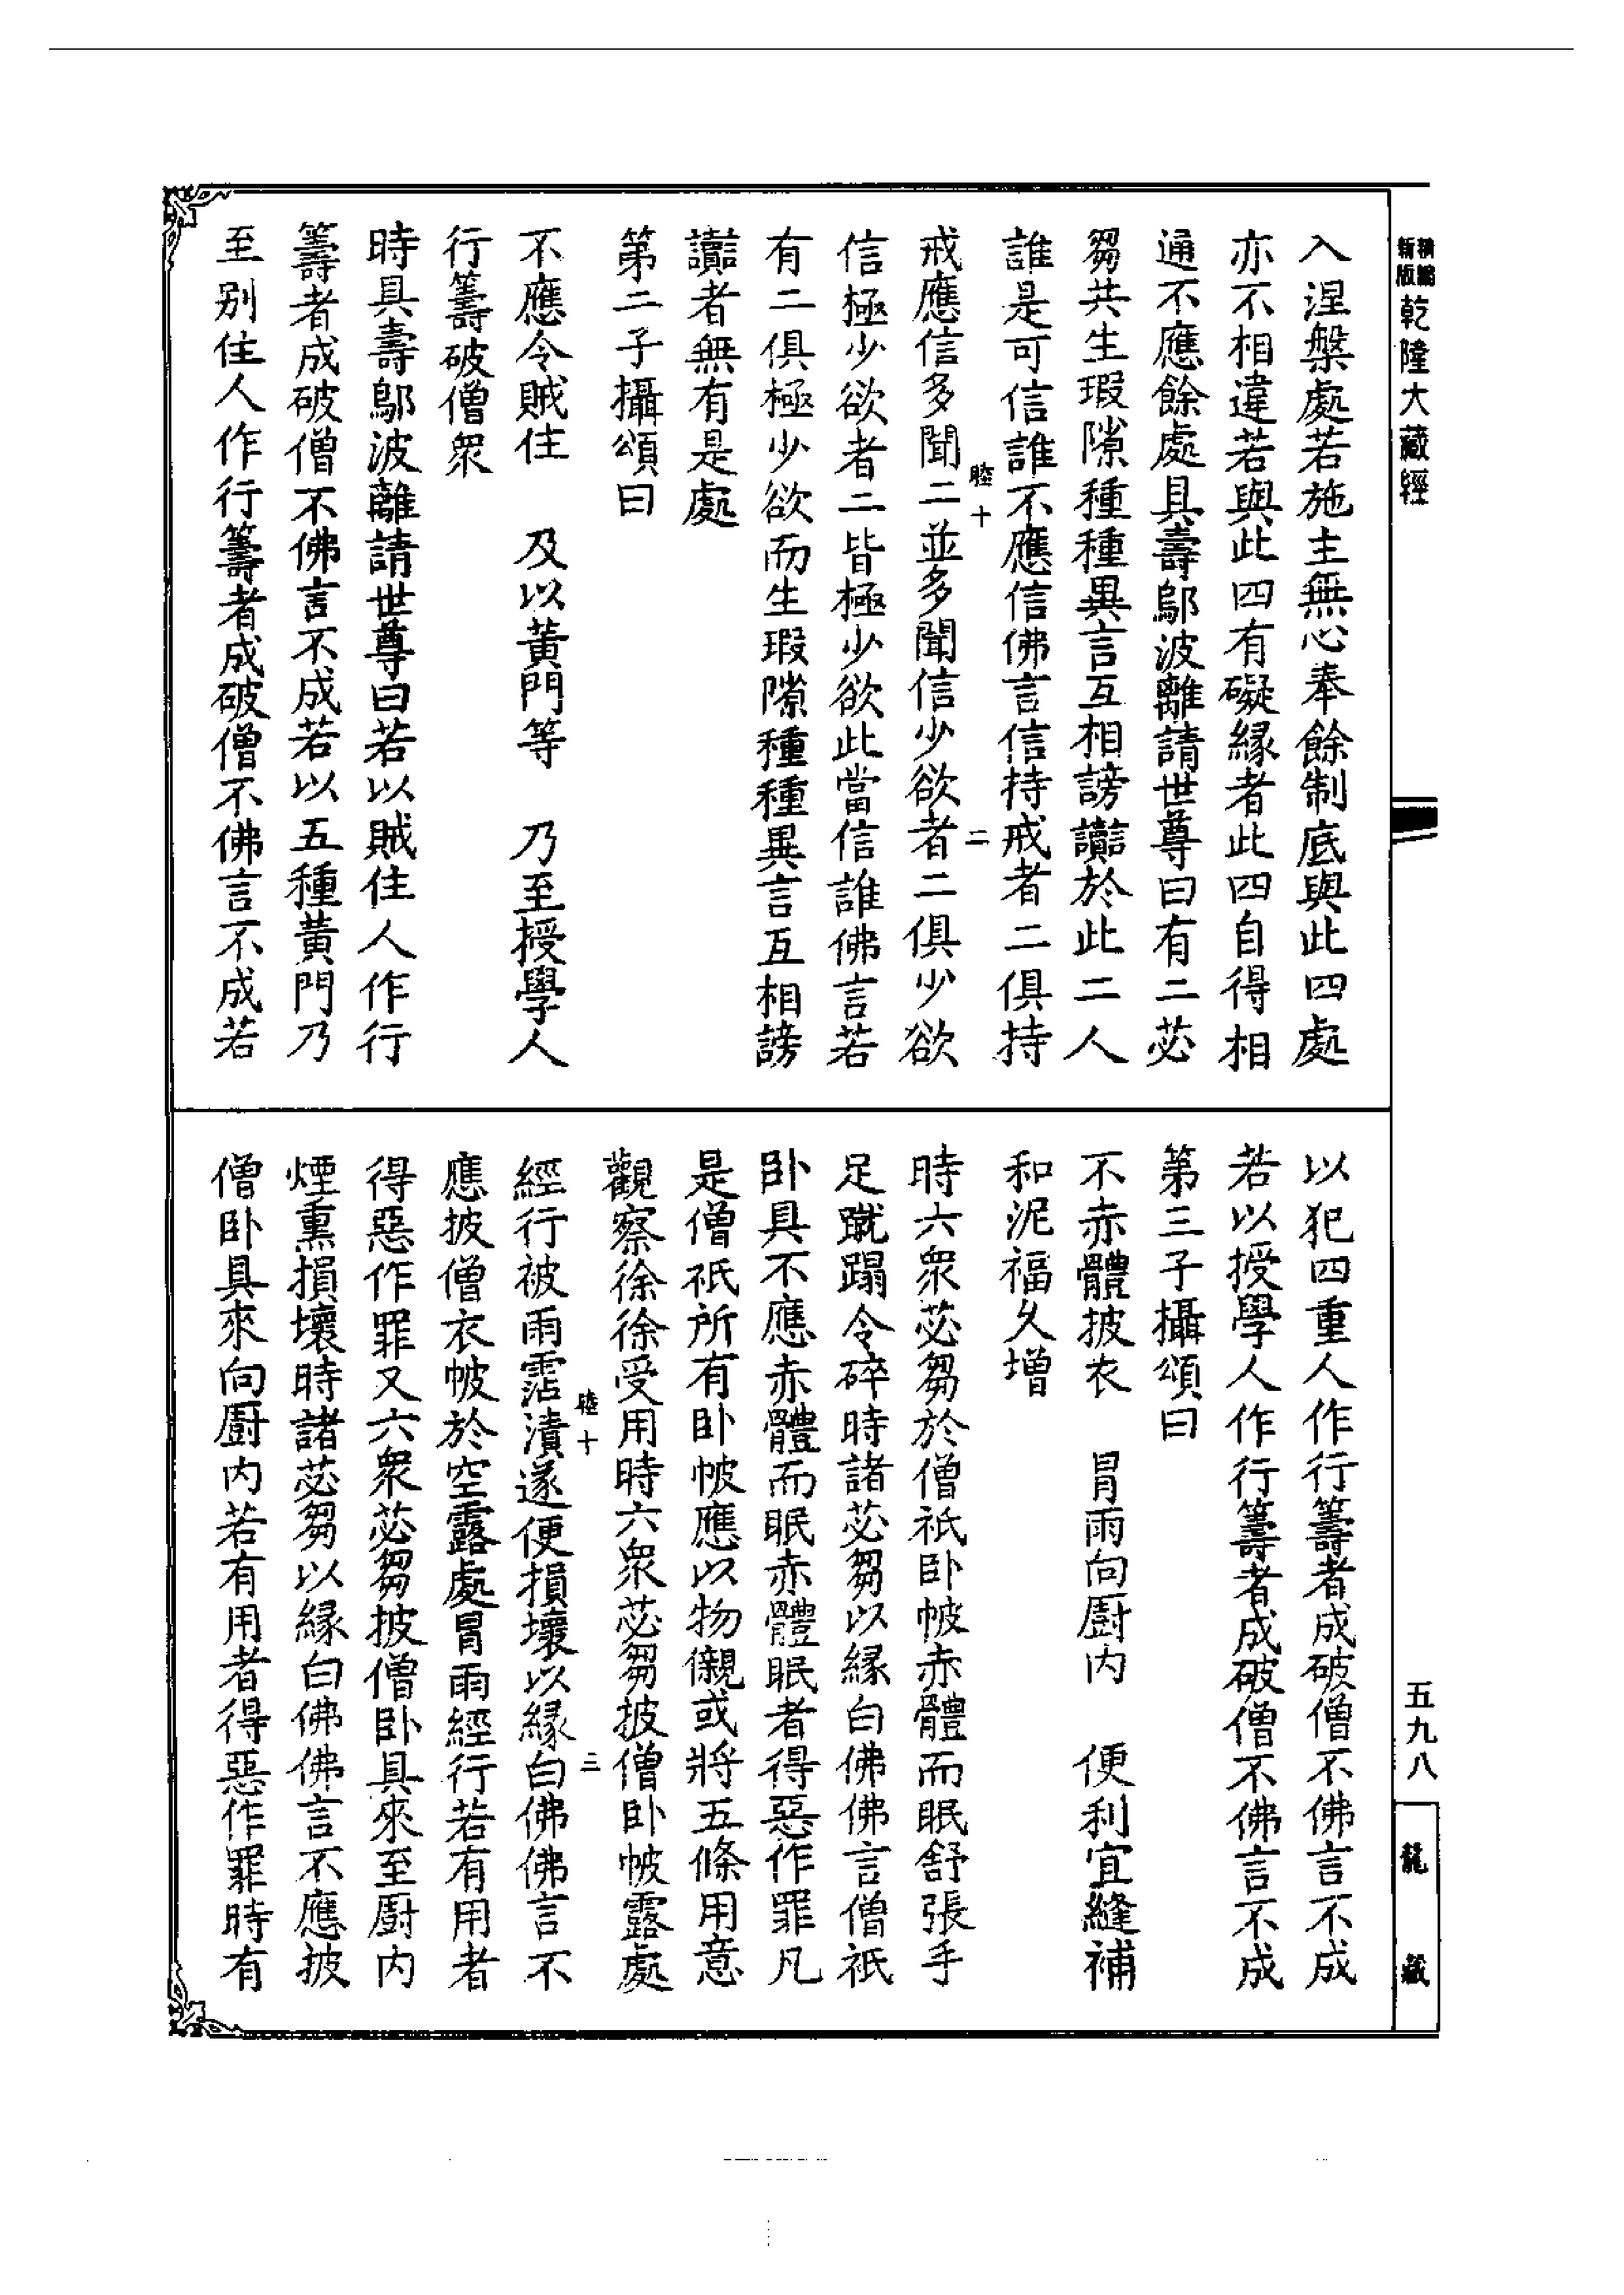 精編
新版
乾隆大藏經
入涅槃處若施主無心奉餘制底與此四處
亦不相違若與此四有礙緣者此四自得相
通不應餘處具壽鄔波離請世尊曰有二苾
芻共生瑕隙種種異言互相謗讟於此二人
誰是可信誰不應信佛言信持戒者二俱持
睦十 二
戒應信多聞二並多聞信少欲者二俱少欲
信極少欲者二皆極少欲此當信誰佛言若
有二俱極少欲而生瑕隙種種異言互相謗
讟者無有是處
第二子攝頌曰
不應令賊住 及以黃門等 乃至授學人
行籌破僧眾
時具壽鄔波離請世尊曰若以賊住人作行
籌者成破僧不佛言不成若以五種黃門乃
至別住人作行籌者成破僧不佛言不成若
以犯四重人作行籌者成破僧不佛言不成
若以授學人作行籌者成破僧不佛言不成
第三子攝頌曰
不赤體披衣 冒雨向廚內 便利宜縫補
和泥福久增
時六眾苾芻於僧祇臥帔赤體而眠舒張手
足蹴蹋令碎時諸苾芻以緣白佛佛言僧祇
臥具不應赤體而眠赤體眠者得惡作罪凡
是僧祇所有臥帔應以物儭或將五條用意
觀察徐徐受用時六眾苾芻披僧臥帔露處
睦十 三
經行被雨霑漬遂便損壞以緣白佛佛言不
應披僧衣帔於空露處冒雨經行若有用者
得惡作罪又六眾苾芻披僧臥具來至廚內
煙熏損壞時諸苾芻以緣白佛佛言不應披
僧臥具來向廚內若有用者得惡作罪時有
五九八
龍藏